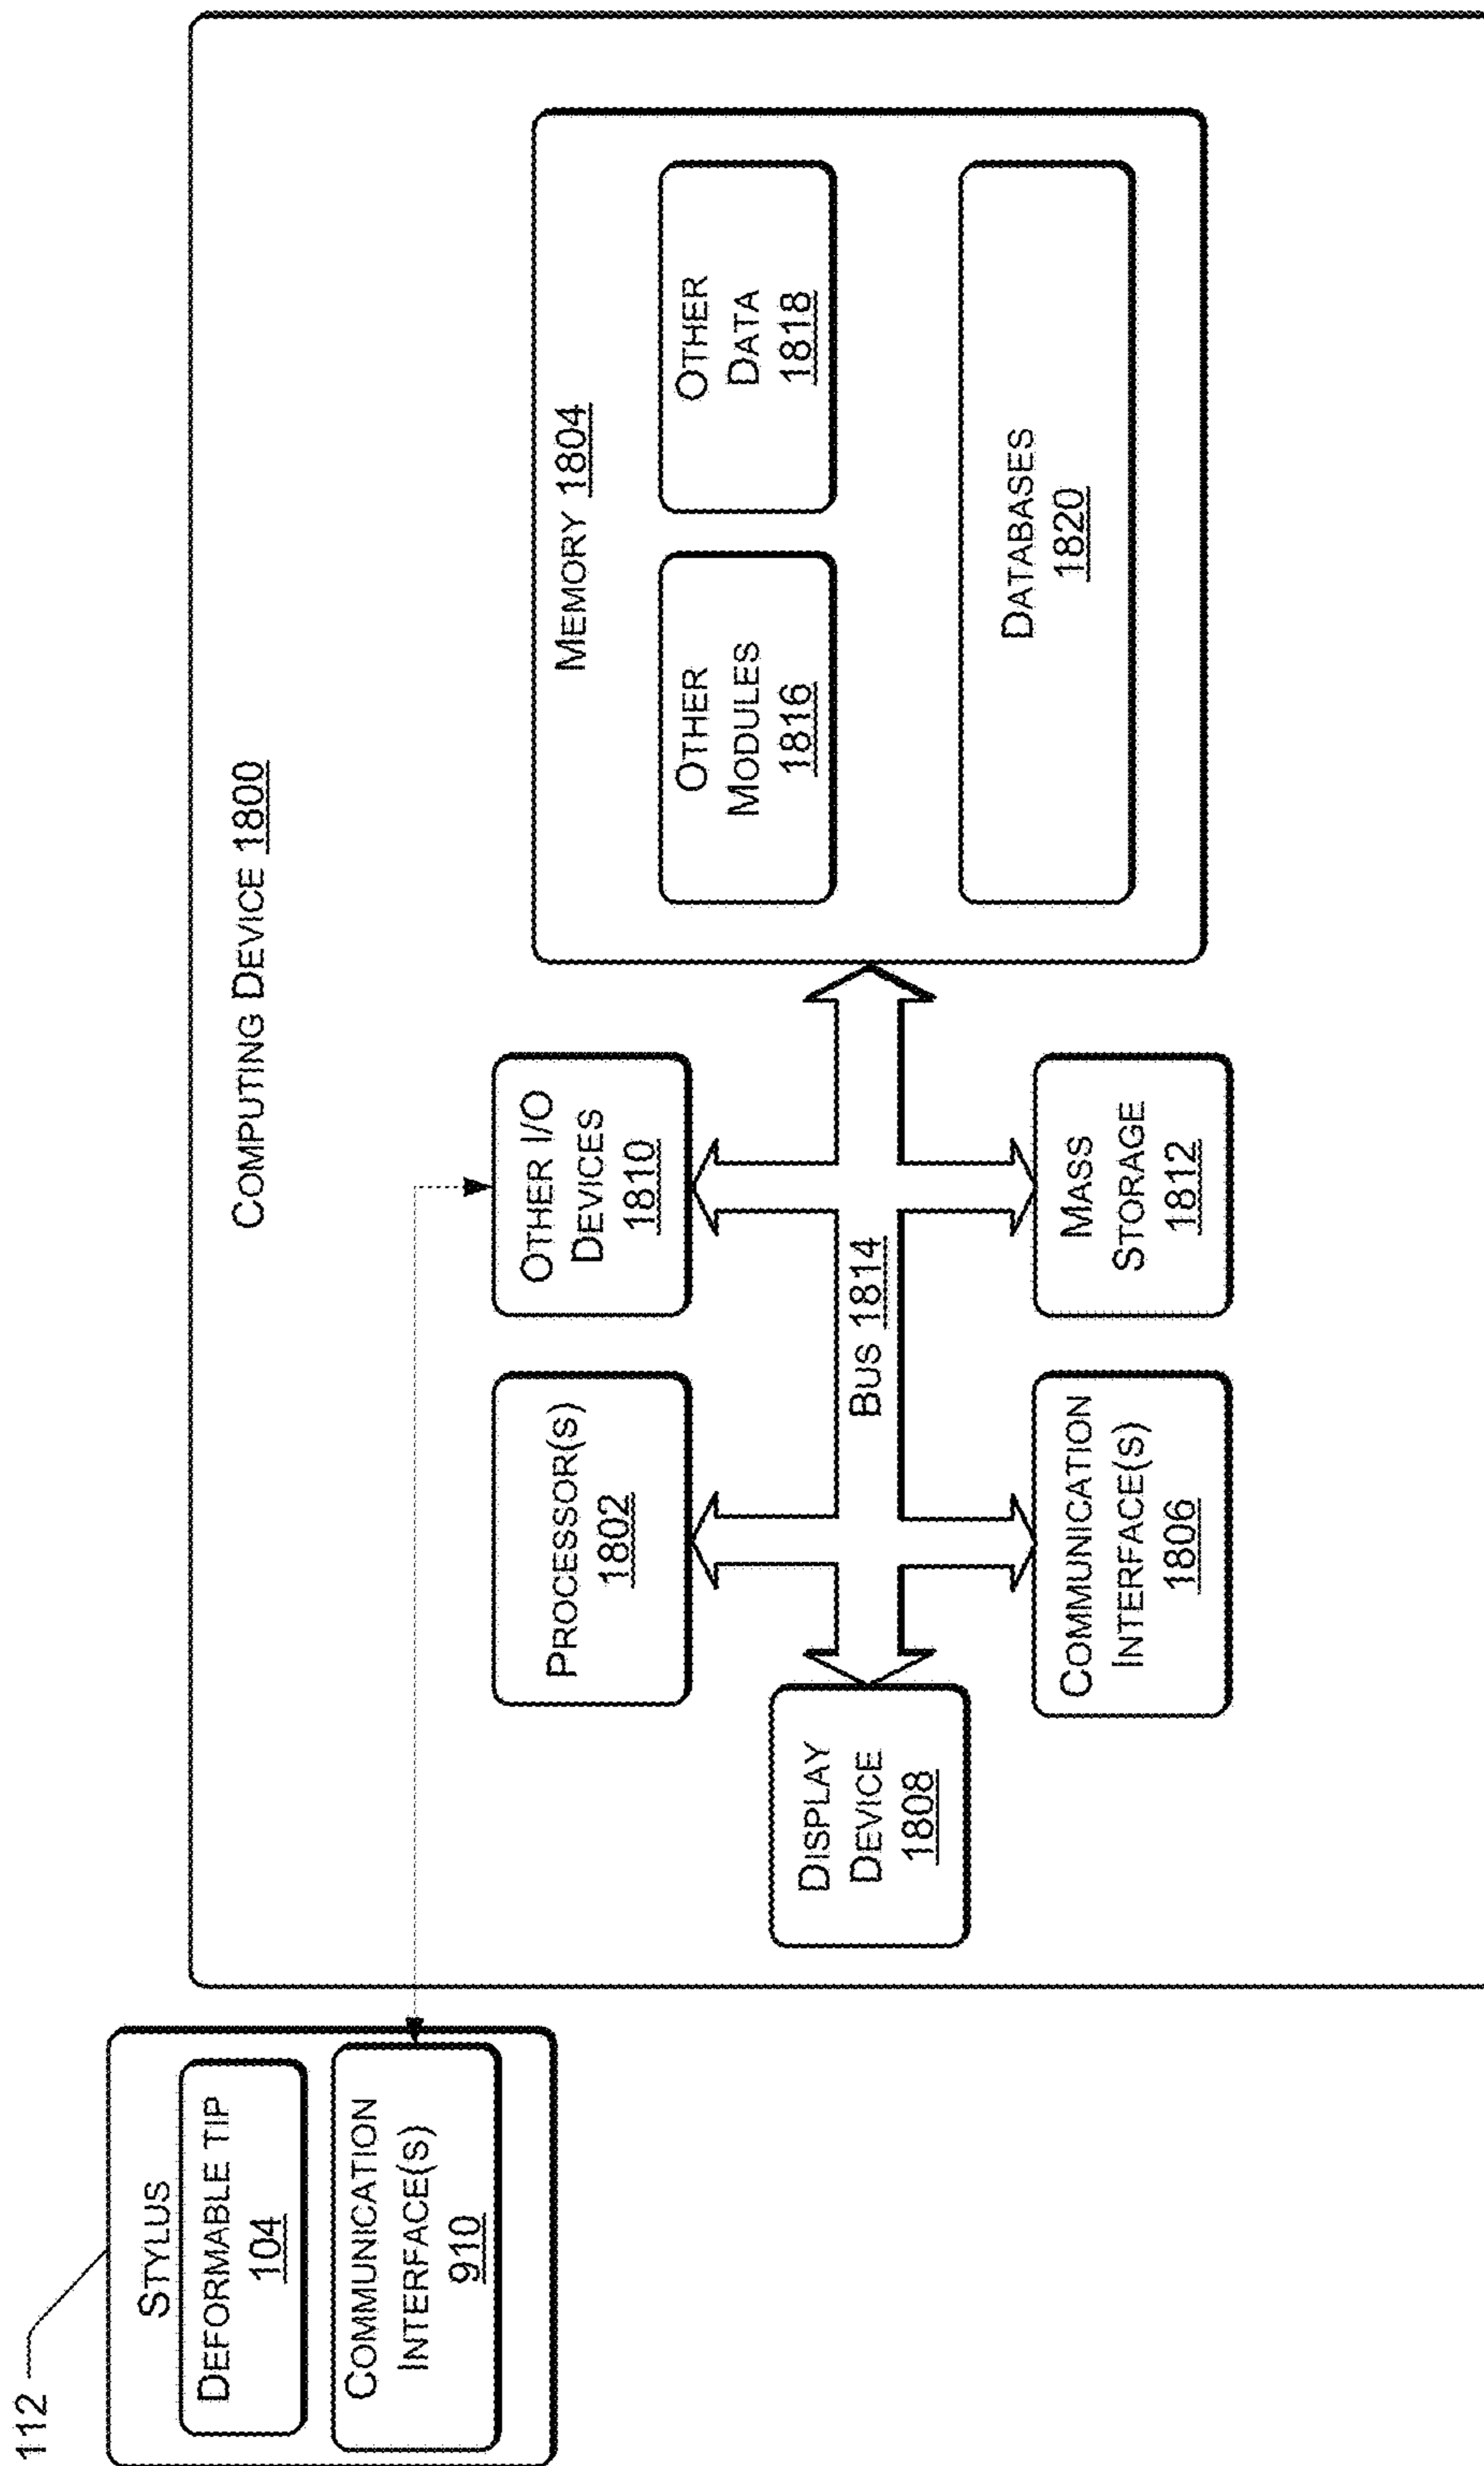 112
STYLUS
DEFORMABLE TIP
104
COMMUNICATION
INTERFACE(S)
910
COMPUTING DEVICE 1800
PROCESSOR(S)
1802
OTHER I/O
DEVICES
1810
DISPLAY
DEVICE
1808
BUS 1814
COMMUNICATION
INTERFACE(S)
1806
MASS
STORAGE
1812
MEMORY 1804
OTHER
MODULES
1816
OTHER
DATA
1818
DATABASES
1820